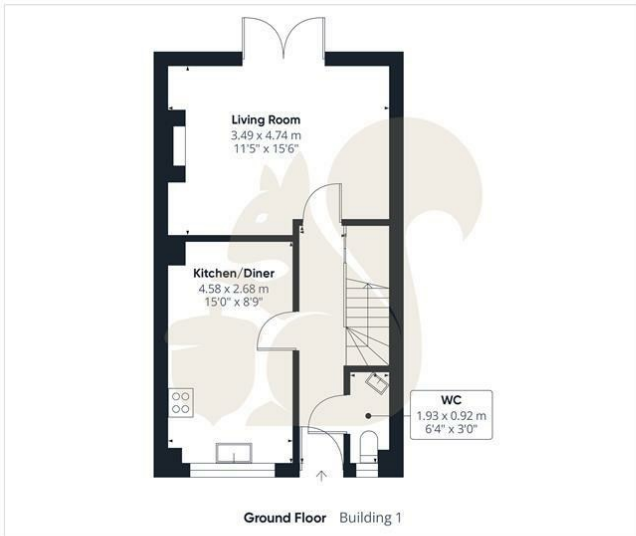 Living Room
3.49 x 4.74 m
11'5" x 15'6"
Kitchen/Diner
4.58 x 2.68 m
15'0" x 8'9"
WC
1.93 x 0.92 m
6'4" x 3'0"
Ground Floor Building 1